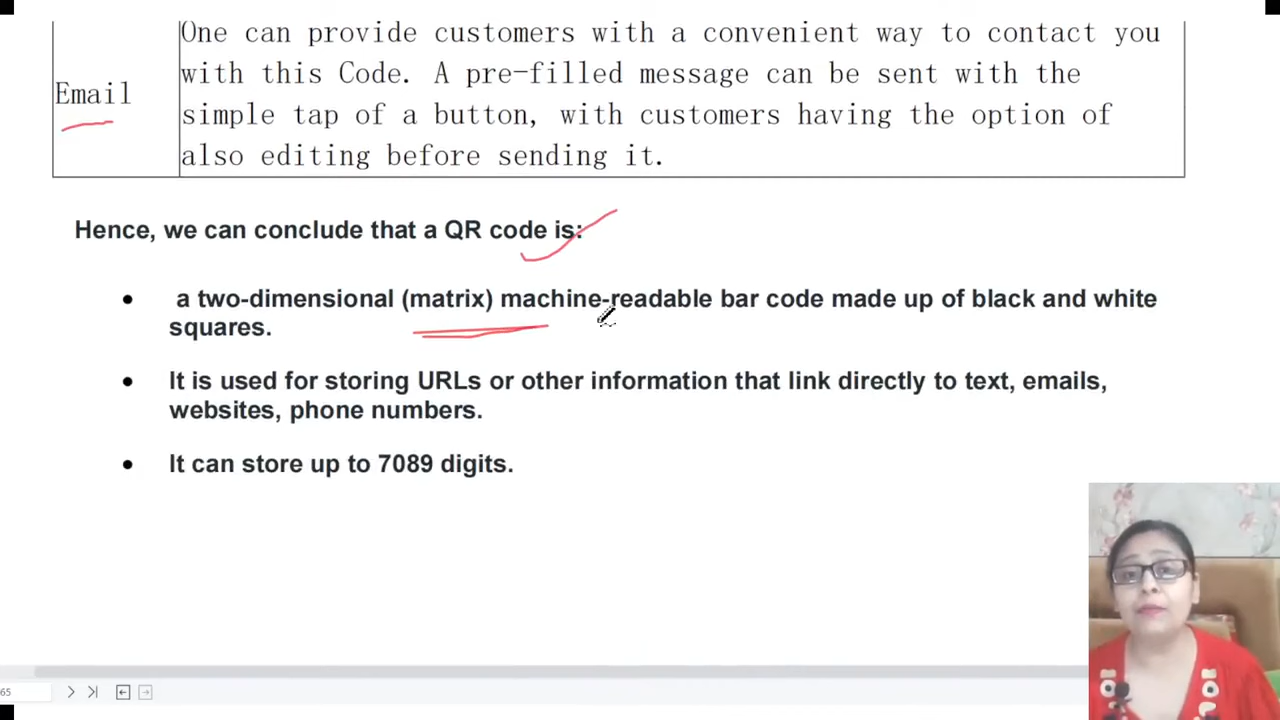 One can provide customers with a convenient way to contact you
with this Code. A pre-filled message can be sent with the
Email
simple tap of a button, with customers having the option of
also editing before sending it.
Hence, we can conclude that a QR code is:
• a two-dimensional (matrix) machine-readable bar code made up of black and white
squares.
• It is used for storing URLs or other information that link directly to text, emails,
websites, phone numbers.
• It can store up to 7089 digits.
65